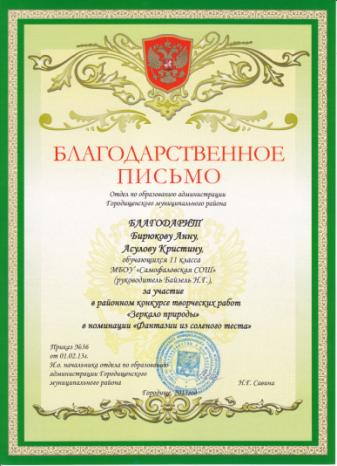 БЛАГОДАРСТВЕННОЕ
ПИСЬМО
Отдел по образованию администрации
Городищенского муниципального района
БЛАГОДАРИТ
Бирюкову Анну,
Асулову Кристину,
обучающихся 11 класса
МБОУ «Самофаловская СОШ»
(руководитель Байзель Н.Г.),
за участие
в районном конкурсе творческих работ
«Зеркало природы»
в номинации «Фантазии из соленого теста»
Приказ №36
от 01.02.13г.
И.о. начальника отдела по образованию
администрации Городищенского
муниципального района
Н.Г. Савина
Городище, 2013год